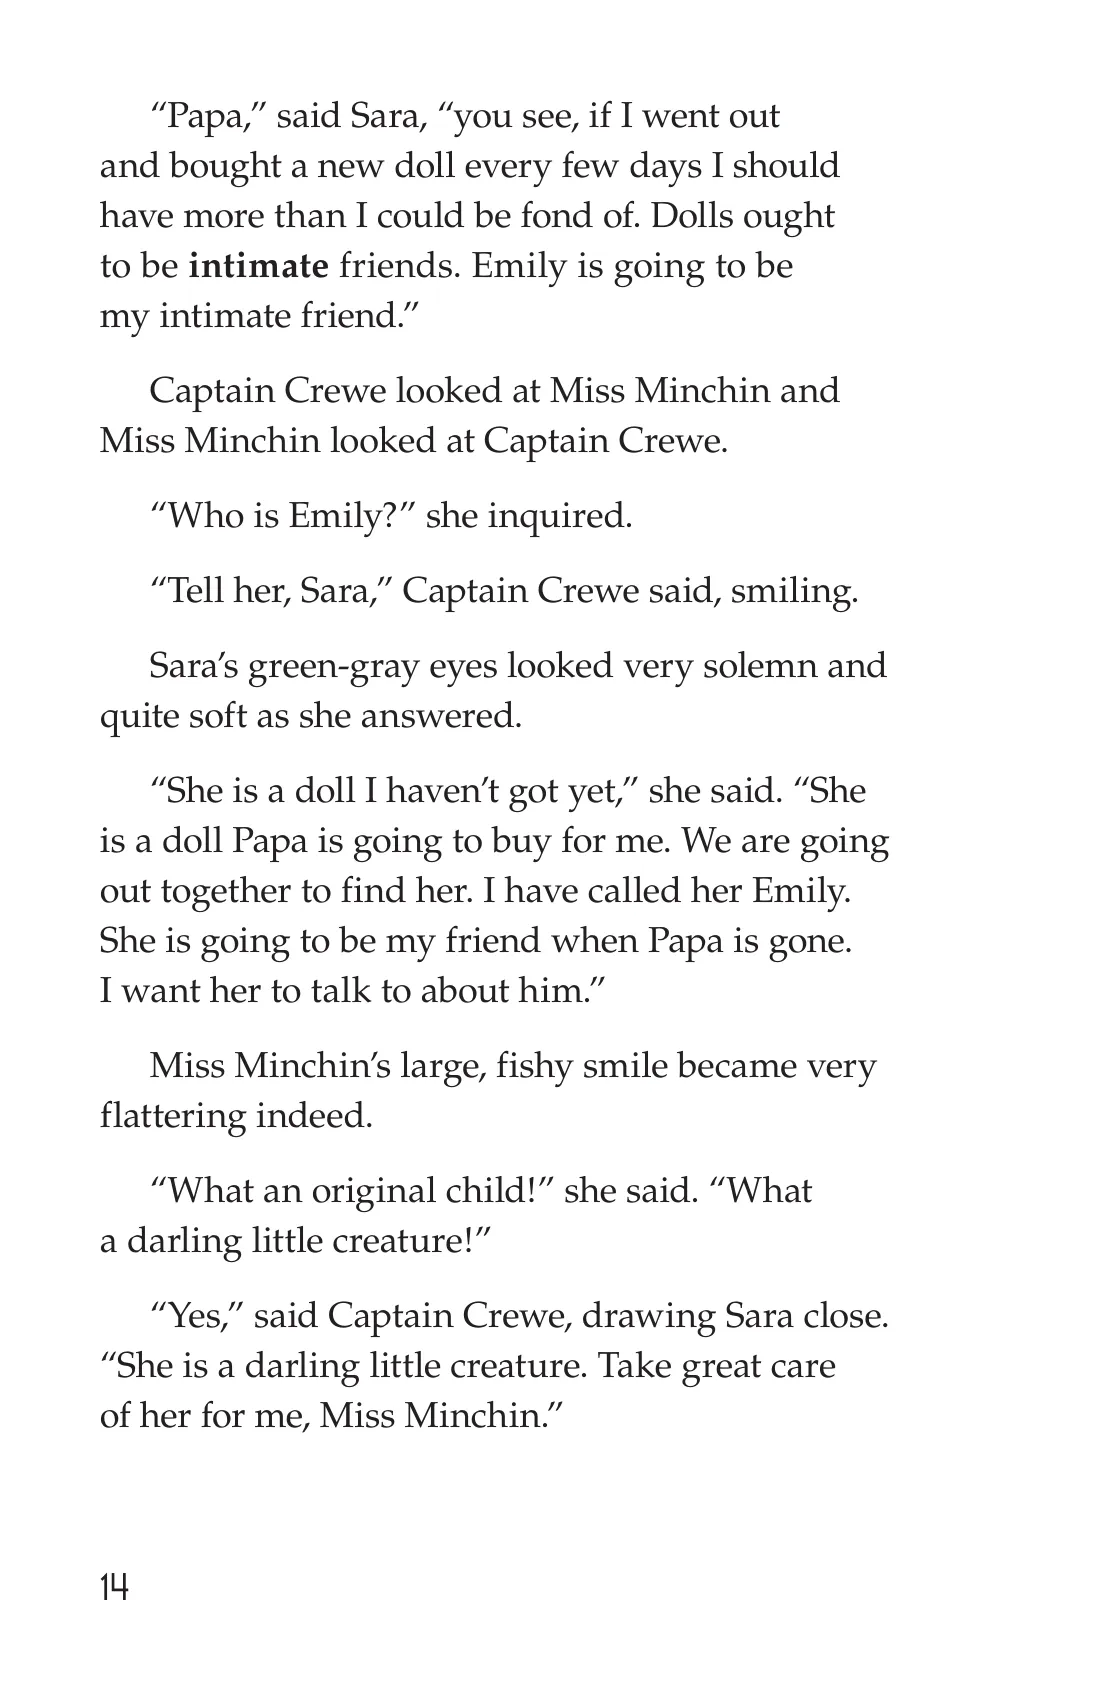 “Papa,” said Sara, “you see, if I went out
and bought a new doll every few days I should
have more than I could be fond of. Dolls ought
to be intimate friends. Emily is going to be
my intimate friend.”
Captain Crewe looked at Miss Minchin and
Miss Minchin looked at Captain Crewe.
“Who is Emily?” she inquired.
“Tell her, Sara,” Captain Crewe said, smiling.
Sara’s green-gray eyes looked very solemn and
quite soft as she answered.
“She is a doll I haven’t got yet,” she said. “She
is a doll Papa is going to buy for me. We are going
out together to find her. I have called her Emily.
She is going to be my friend when Papa is gone.
I want her to talk to about him.”
Miss Minchin’s large, fishy smile became very
flattering indeed.
“What an original child!” she said. “What
a darling little creature!”
“Yes,” said Captain Crewe, drawing Sara close.
“She is a darling little creature. Take great care
of her for me, Miss Minchin.”
14